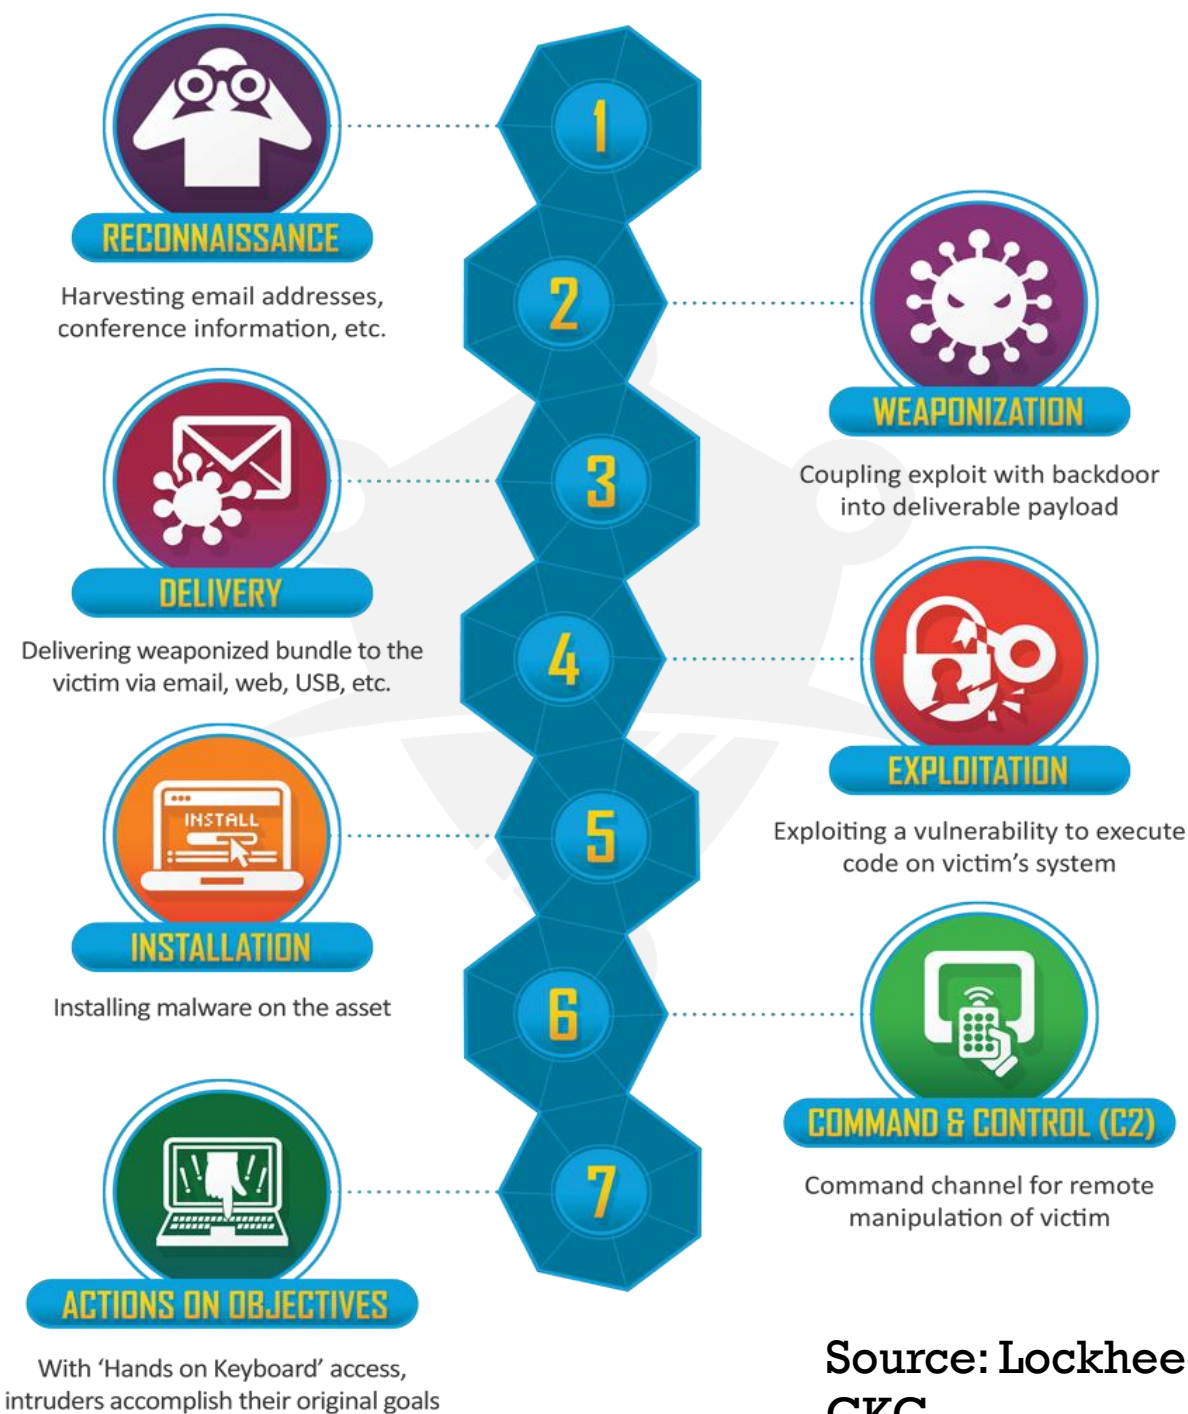 1
RECONNAISSANCE
Harvesting email addresses,
conference information, etc.
2
WEAPONIZATION
Coupling exploit with backdoor
into deliverable payload
3
DELIVERY
Delivering weaponized bundle to the
victim via email, web, USB, etc.
4
EXPLOITATION
Exploiting a vulnerability to execute
code on victim's system
5
INSTALL
INSTALLATION
Installing malware on the asset
6
COMMAND & CONTROL (C2)
Command channel for remote
manipulation of victim
7
ACTIONS ON OBJECTIVES
With 'Hands on Keyboard' access,
intruders accomplish their original goals
Source: Lockhee
CKC